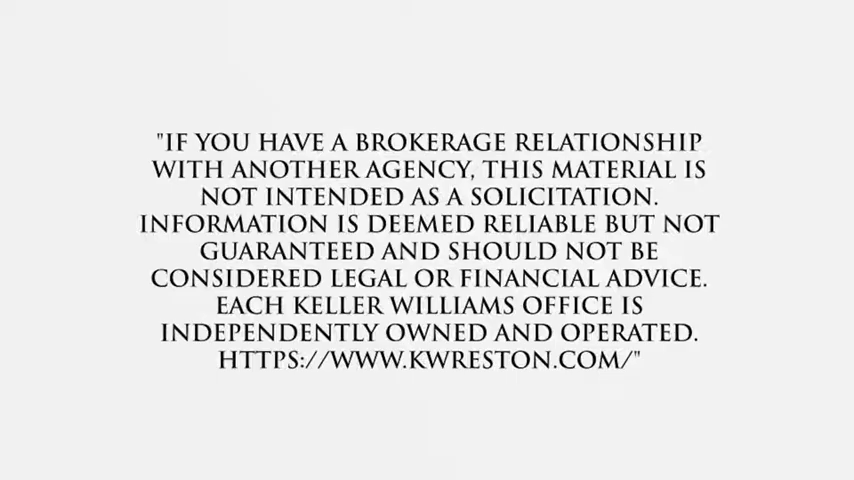 "IF YOU HAVE A BROKERAGE RELATIONSHIP
WITH ANOTHER AGENCY, THIS MATERIAL IS
NOT INTENDED AS A SOLICITATION.
INFORMATION IS DEEMED RELIABLE BUT NOT
GUARANTEED AND SHOULD NOT BE
CONSIDERED LEGAL OR FINANCIAL ADVICE.
EACH KELLER WILLIAMS OFFICE IS
INDEPENDENTLY OWNED AND OPERATED.
HTTPS://WWW.KWRESTON.COM/"